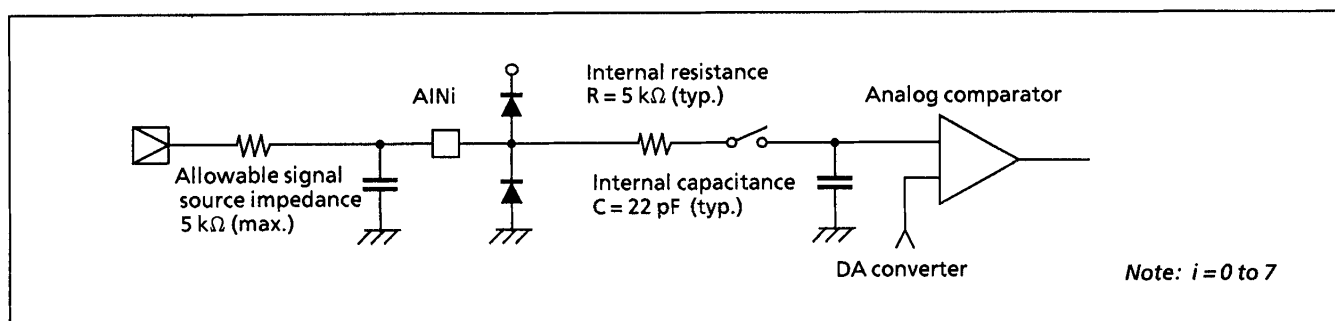 AINi
Internal resistance
R = 5 kΩ (typ.)
Analog comparator
Allowable signal
source impedance
5 kΩ (max.)
Internal capacitance
C = 22 pF (typ.)
DA converter
Note: i = 0 to 7